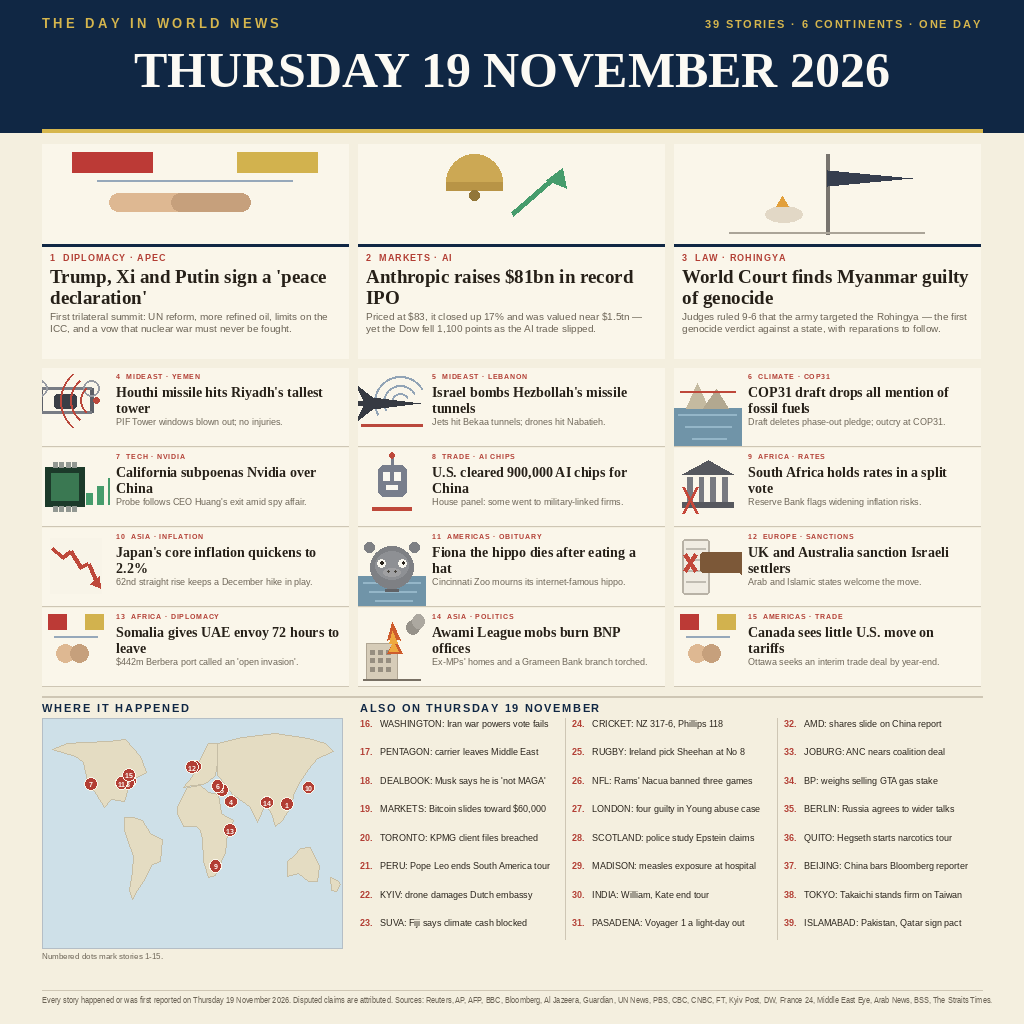 THE DAY IN WORLD NEWS
39 STORIES · 6 CONTINENTS · ONE DAY
THURSDAY 19 NOVEMBER 2026
1 DIPLOMACY · APEC
Trump, Xi and Putin sign a 'peace
declaration'
First trilateral summit: UN reform, more refined oil, limits on the
ICC, and a vow that nuclear war must never be fought.
2 MARKETS · AI
Anthropic raises $81bn in record
IPO
Priced at $83, it closed up 17% and was valued near $1.5tn —
yet the Dow fell 1,100 points as the AI trade slipped.
3 LAW · ROHINGYA
World Court finds Myanmar guilty
of genocide
Judges ruled 9-6 that the army targeted the Rohingya — the first
genocide verdict against a state, with reparations to follow.
4 MIDEAST · YEMEN
Houthi missile hits Riyadh's tallest
tower
PIF Tower windows blown out; no injuries.
5 MIDEAST · LEBANON
Israel bombs Hezbollah's missile
tunnels
Jets hit Bekaa tunnels; drones hit Nabatieh.
6 CLIMATE · COP31
COP31 draft drops all mention of
fossil fuels
Draft deletes phase-out pledge; outcry at COP31.
7 TECH · NVIDIA
California subpoenas Nvidia over
China
Probe follows CEO Huang's exit amid spy affair.
8 TRADE · AI CHIPS
U.S. cleared 900,000 AI chips for
China
House panel: some went to military-linked firms.
9 AFRICA · RATES
South Africa holds rates in a split
vote
Reserve Bank flags widening inflation risks.
10 ASIA · INFLATION
Japan's core inflation quickens to
2.2%
62nd straight rise keeps a December hike in play.
11 AMERICAS · OBITUARY
Fiona the hippo dies after eating a
hat
Cincinnati Zoo mourns its internet-famous hippo.
12 EUROPE · SANCTIONS
UK and Australia sanction Israeli
settlers
Arab and Islamic states welcome the move.
13 AFRICA · DIPLOMACY
Somalia gives UAE envoy 72 hours to
leave
$442m Berbera port called an 'open invasion'.
14 ASIA · POLITICS
Awami League mobs burn BNP
offices
Ex-MPs' homes and a Grameen Bank branch torched.
15 AMERICAS · TRADE
Canada sees little U.S. move on
tariffs
Ottawa seeks an interim trade deal by year-end.
WHERE IT HAPPENED
7
11
15
12
6
4
14
1
10
13
9
Numbered dots mark stories 1-15.
ALSO ON THURSDAY 19 NOVEMBER
16. WASHINGTON: Iran war powers vote fails
17. PENTAGON: carrier leaves Middle East
18. DEALBOOK: Musk says he is 'not MAGA'
19. MARKETS: Bitcoin slides toward $60,000
20. TORONTO: KPMG client files breached
21. PERU: Pope Leo ends South America tour
22. KYIV: drone damages Dutch embassy
23. SUVA: Fiji says climate cash blocked
24. CRICKET: NZ 317-6, Phillips 118
25. RUGBY: Ireland pick Sheehan at No 8
26. NFL: Rams' Nacua banned three games
27. LONDON: four guilty in Young abuse case
28. SCOTLAND: police study Epstein claims
29. MADISON: measles exposure at hospital
30. INDIA: William, Kate end tour
31. PASADENA: Voyager 1 a light-day out
32. AMD: shares slide on China report
33. JOBURG: ANC nears coalition deal
34. BP: weighs selling GTA gas stake
35. BERLIN: Russia agrees to wider talks
36. QUITO: Hegseth starts narcotics tour
37. BEIJING: China bars Bloomberg reporter
38. TOKYO: Takaichi stands firm on Taiwan
39. ISLAMABAD: Pakistan, Qatar sign pact
Every story happened or was first reported on Thursday 19 November 2026. Disputed claims are attributed. Sources: Reuters, AP, AFP, BBC, Bloomberg, Al Jazeera, Guardian, UN News, PBS, CBC, CNBC, FT, Kyiv Post, DW, France 24, Middle East Eye, Arab News, BSS, The Straits Times.